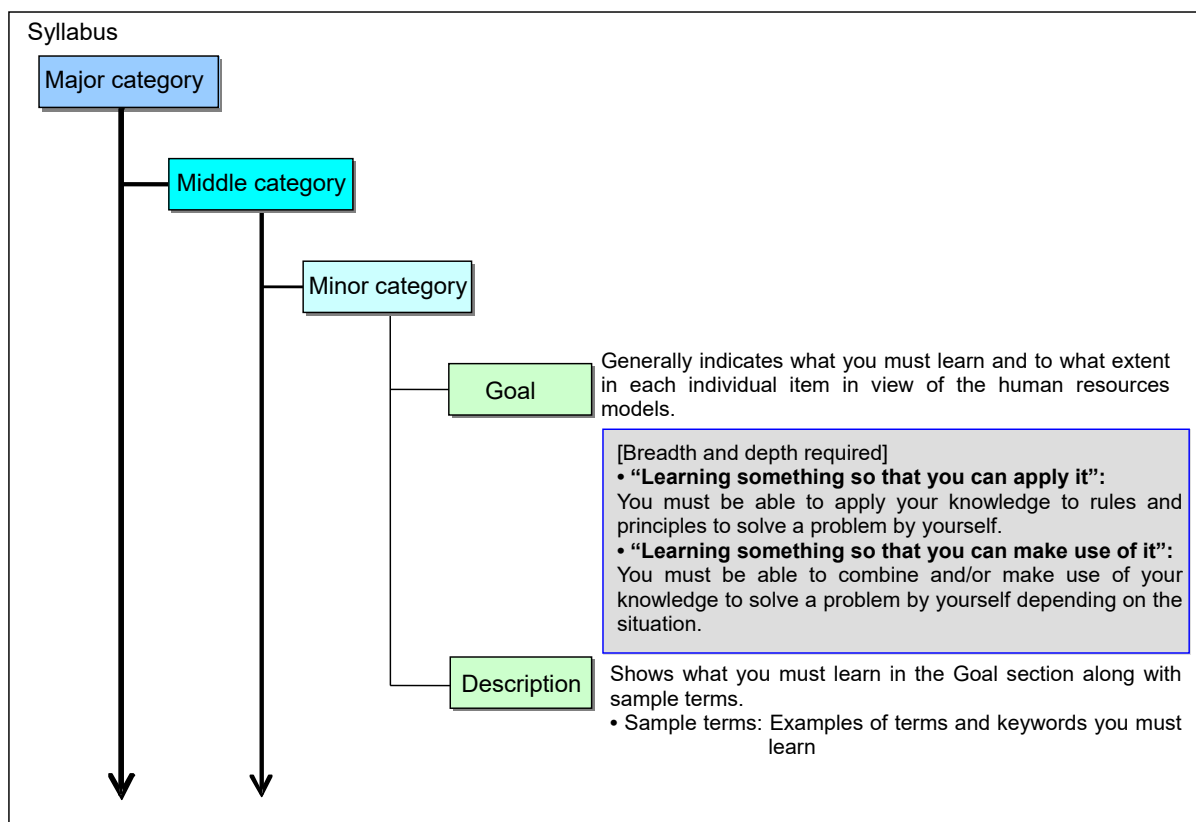 Syllabus
Major category
Middle category
Minor category
Goal
Generally indicates what you must learn and to what extent
in each individual item in view of the human resources
models.
[Breadth and depth required]
• “Learning something so that you can apply it”:
You must be able to apply your knowledge to rules and
principles to solve a problem by yourself.
• “Learning something so that you can make use of it”:
You must be able to combine and/or make use of your
knowledge to solve a problem by yourself depending on the
situation.
Description
Shows what you must learn in the Goal section along with
sample terms.
• Sample terms: Examples of terms and keywords you must
learn